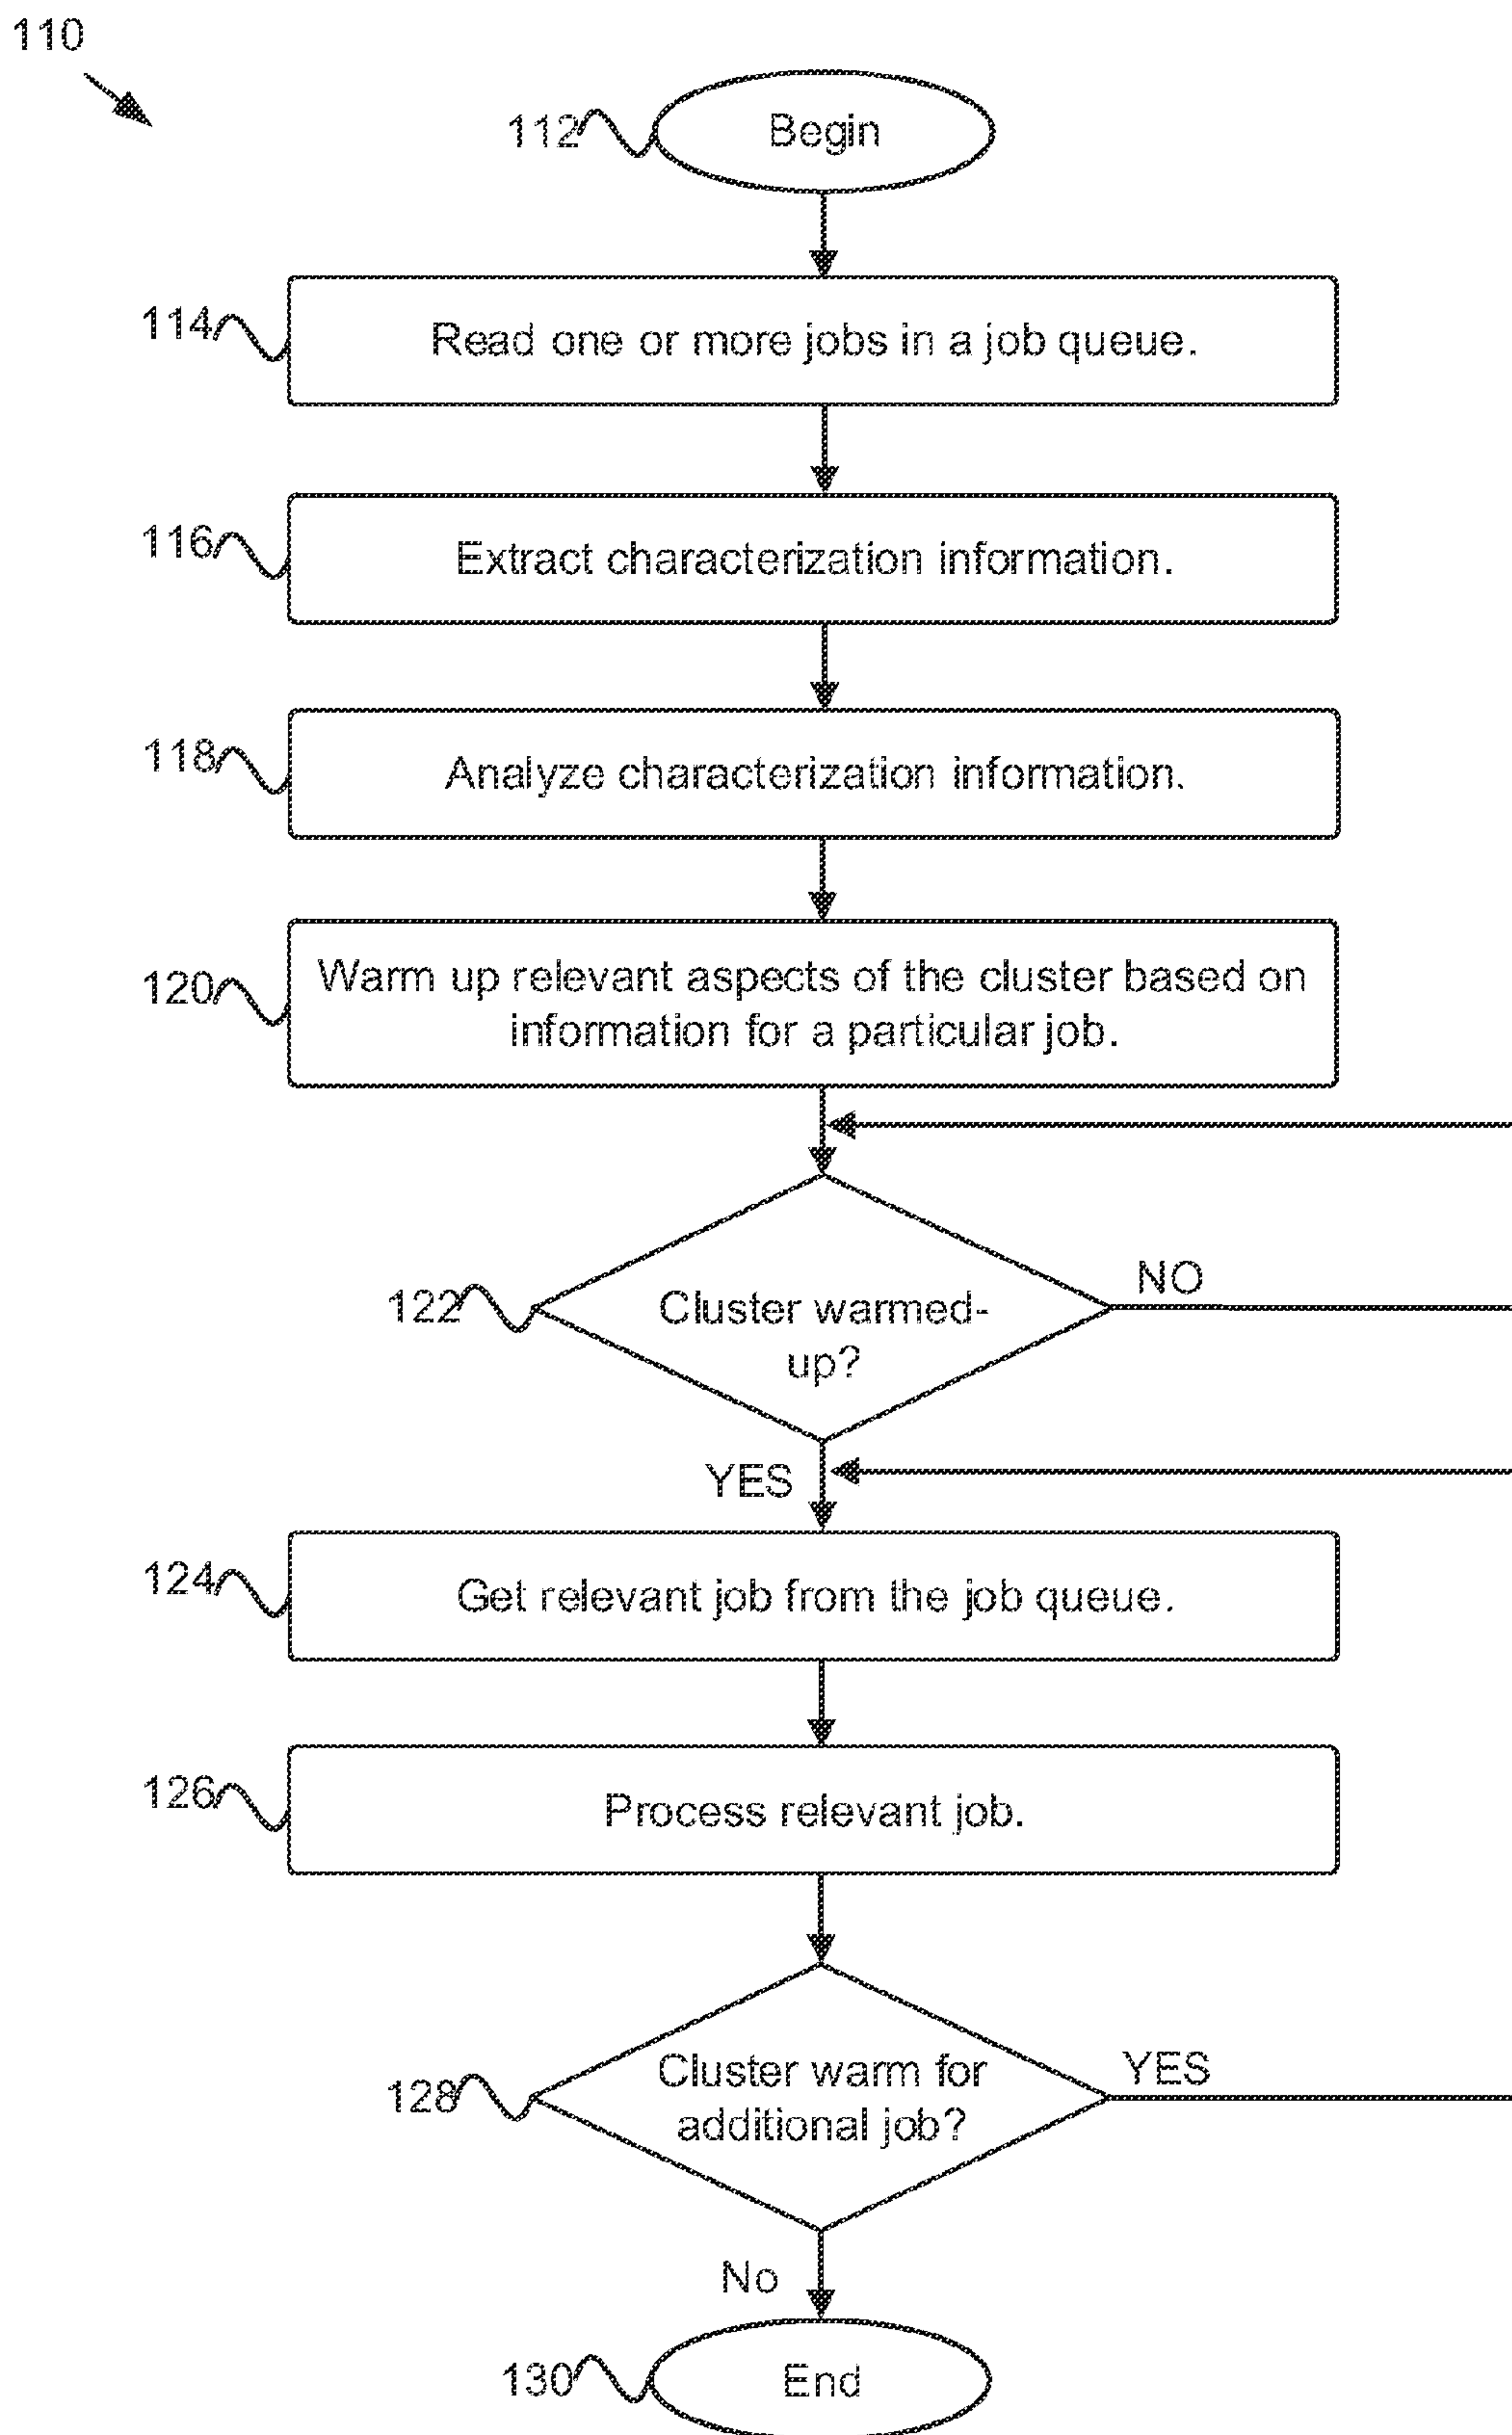 110
112
Begin
114
Read one or more jobs in a job queue.
116
Extract characterization information.
118
Analyze characterization information.
120
Warm up relevant aspects of the cluster based on
information for a particular job.
122
Cluster warmed-
up?
NO
YES
124
Get relevant job from the job queue.
126
Process relevant job.
128
Cluster warm for
additional job?
YES
No
130
End